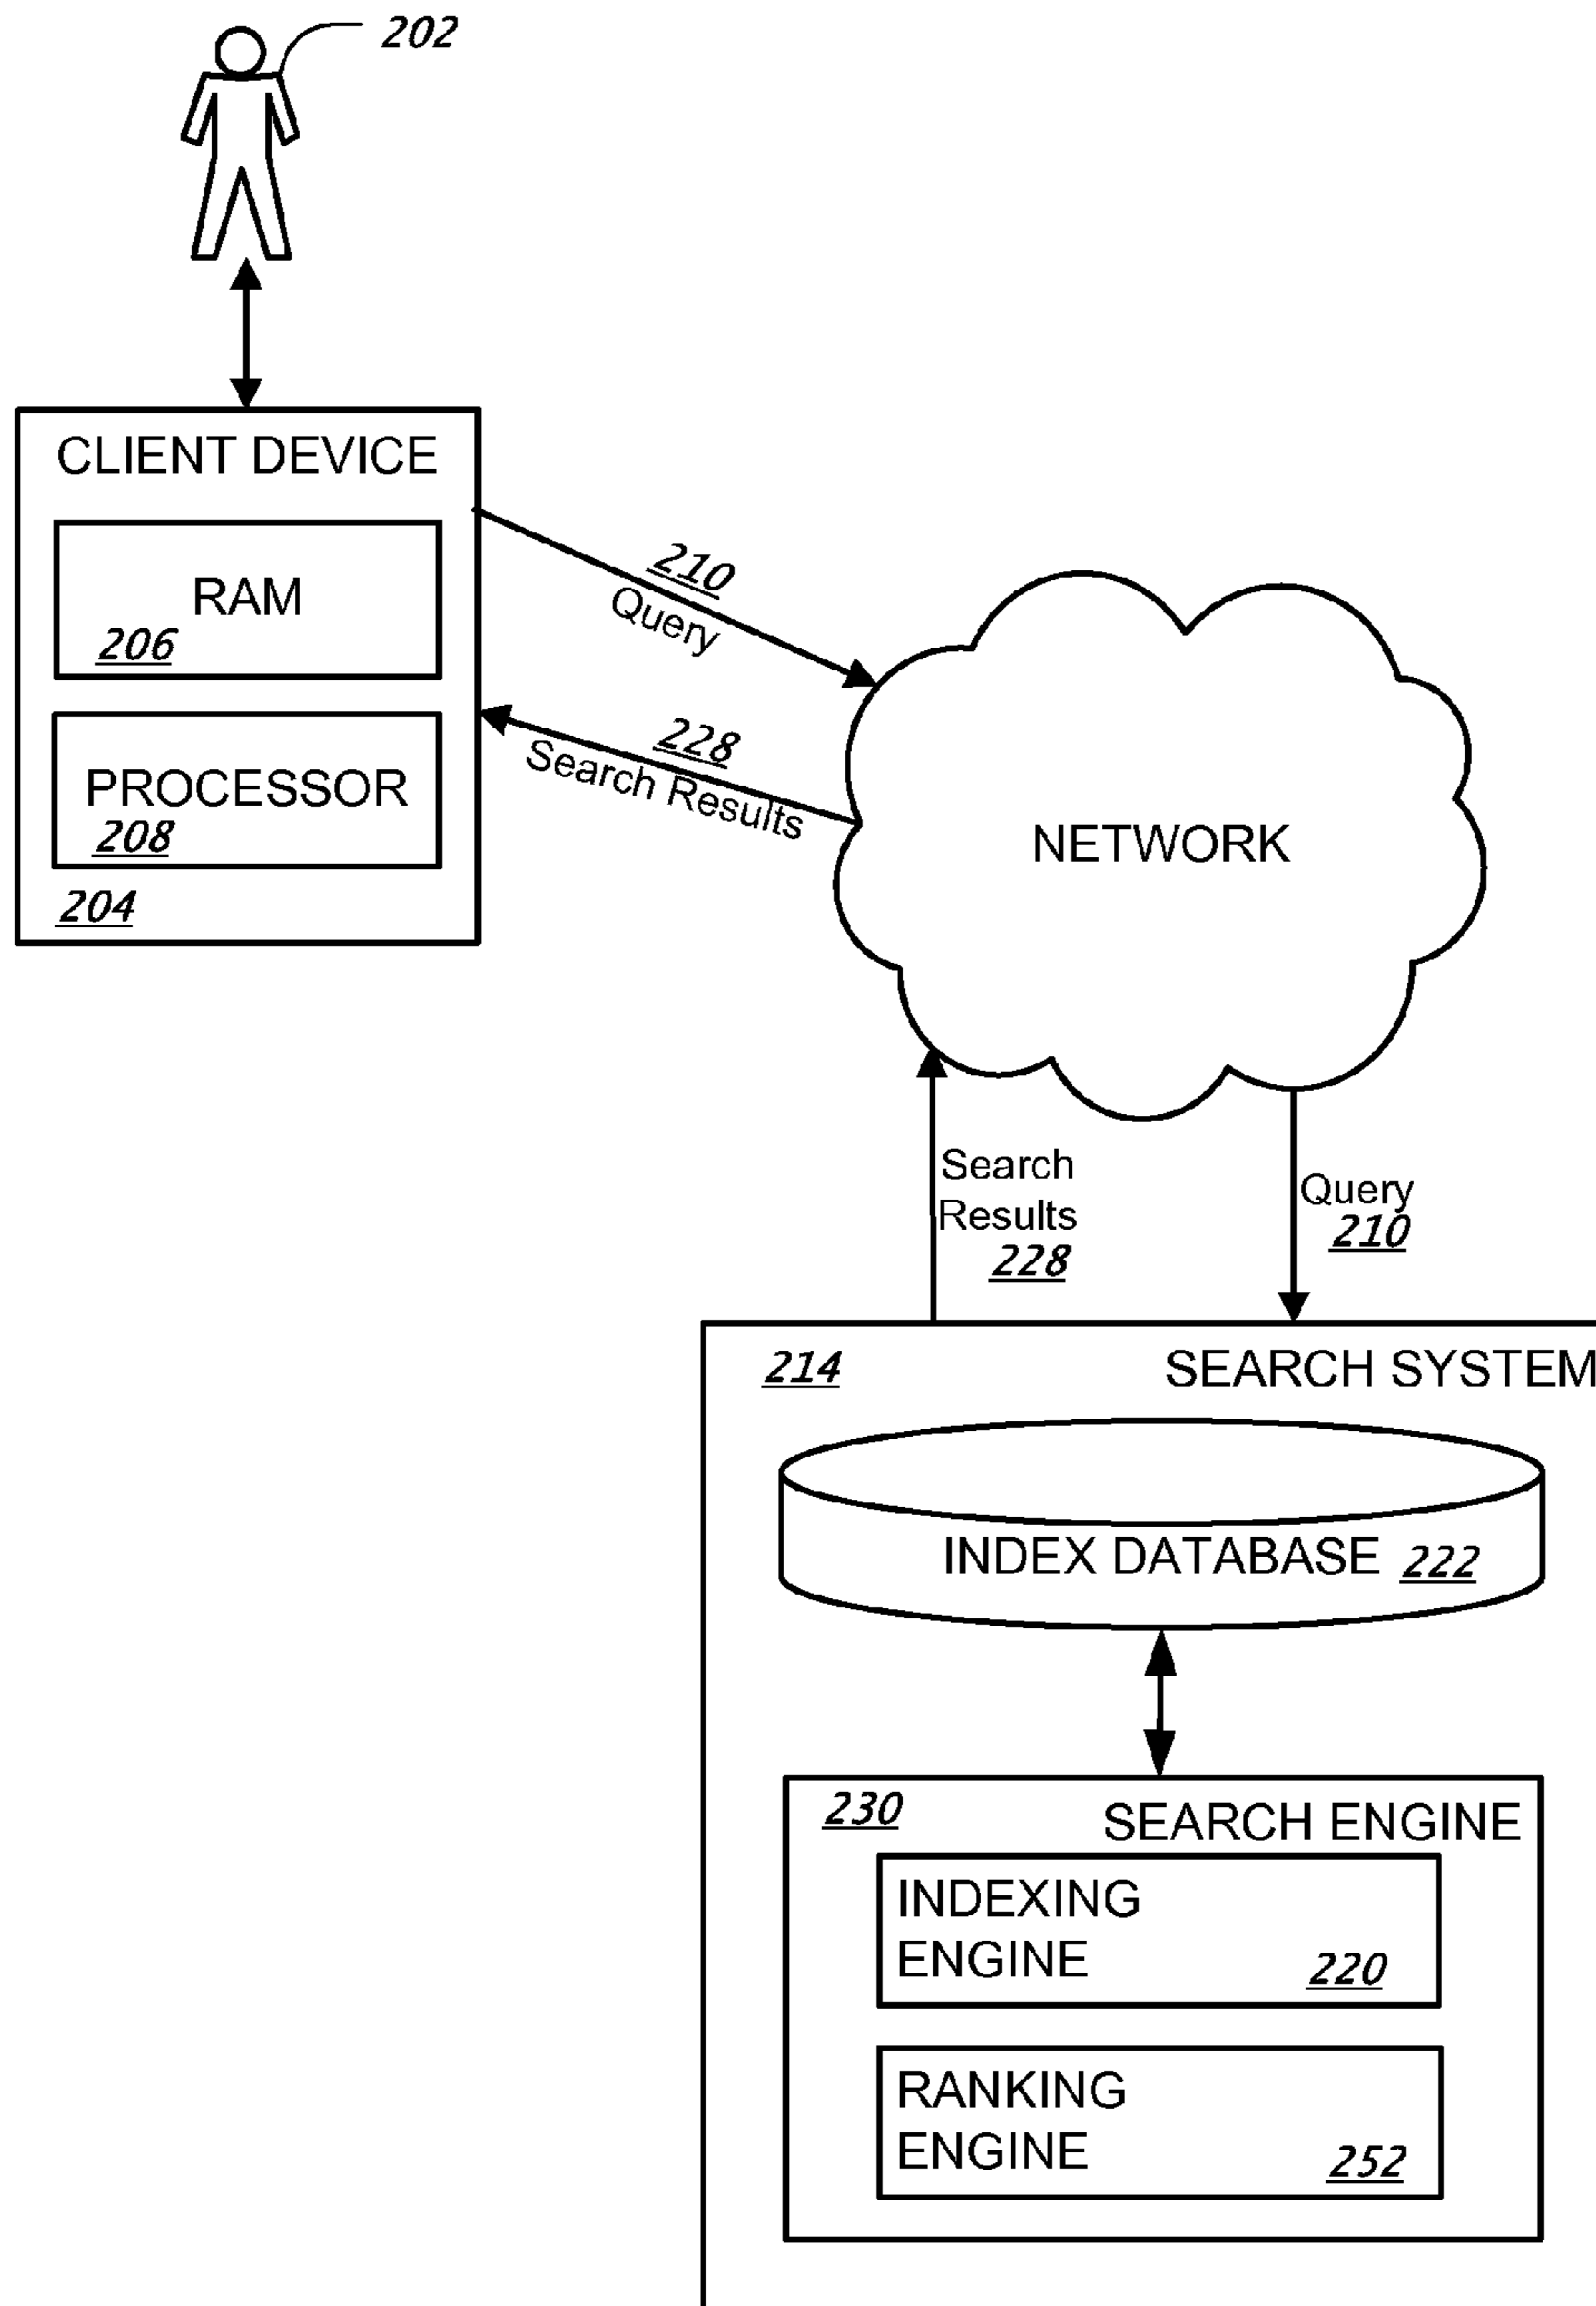 202
CLIENT DEVICE
RAM
206
PROCESSOR
208
204
210
Query
228
Search Results
NETWORK
Search
Results
228
Query
210
214
SEARCH SYSTEM
INDEX DATABASE 222
230
SEARCH ENGINE
INDEXING
ENGINE
220
RANKING
ENGINE
252